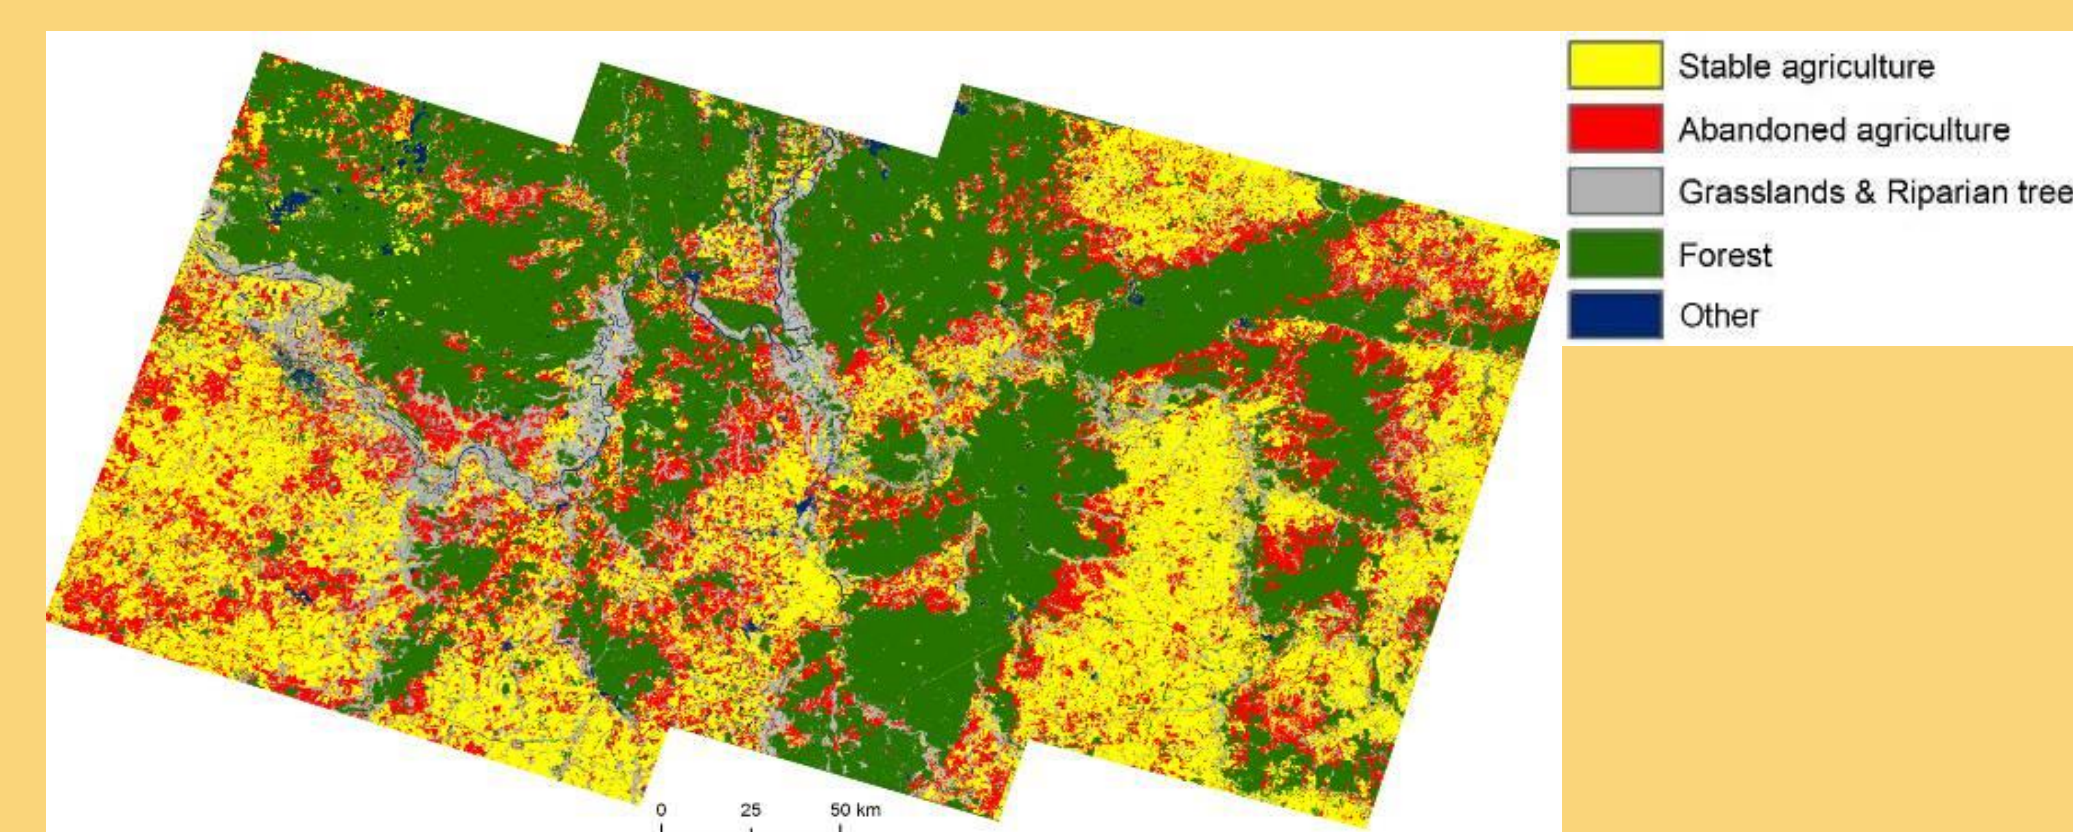 Stable agriculture
Abandoned agriculture
Grasslands & Riparian tree
Forest
Other
0 25 50 km